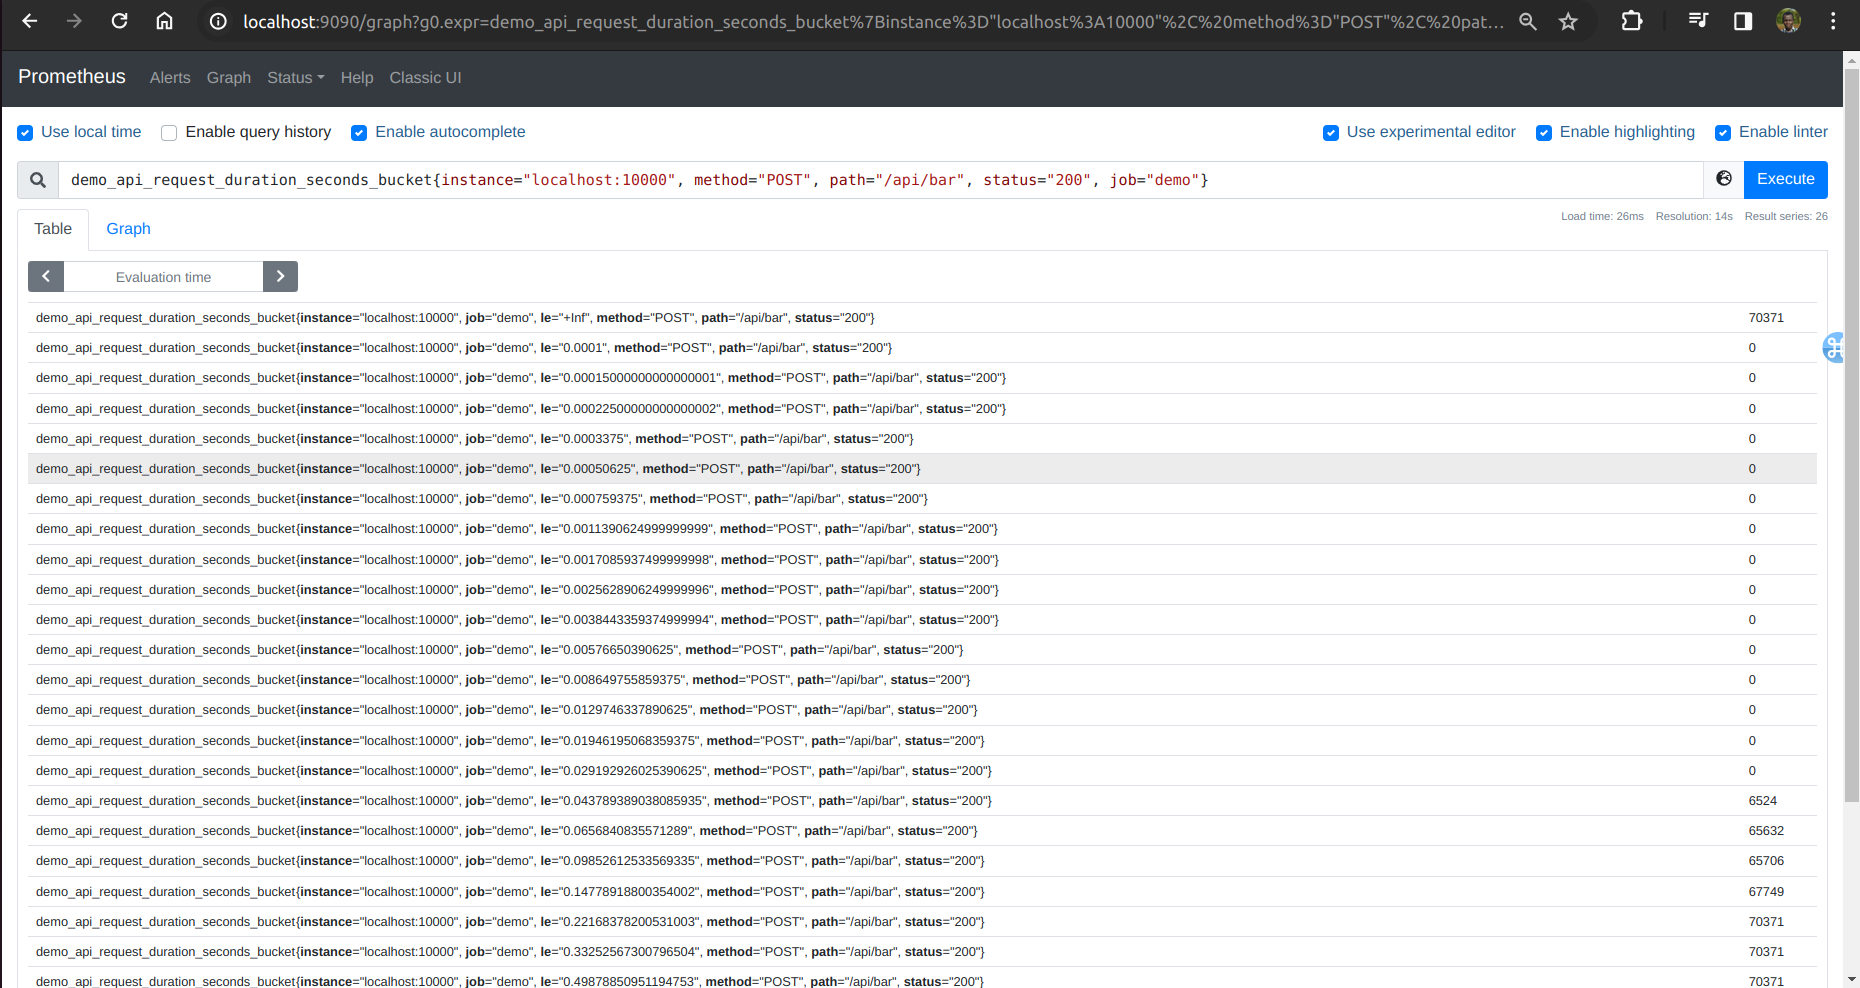 localhost:9090/graph?g0.expr=demo_api_request_duration_seconds_bucket%7Binstance%3D"localhost%3A10000"%2C%20method%3D"POST"%2C%20pat...
Prometheus Alerts Graph Status Help Classic UI
Use local time Enable query history Enable autocomplete Use experimental editor Enable highlighting Enable linter
demo_api_request_duration_seconds_bucket{instance="localhost:10000", method="POST", path="/api/bar", status="200", job="demo"} Execute
Table Graph Load time: 26ms Resolution: 14s Result series: 26
Evaluation time
demo_api_request_duration_seconds_bucket{instance="localhost:10000", job="demo", le="+Inf", method="POST", path="/api/bar", status="200"} 70371
demo_api_request_duration_seconds_bucket{instance="localhost:10000", job="demo", le="0.0001", method="POST", path="/api/bar", status="200"} 0
demo_api_request_duration_seconds_bucket{instance="localhost:10000", job="demo", le="0.00015000000000000001", method="POST", path="/api/bar", status="200"} 0
demo_api_request_duration_seconds_bucket{instance="localhost:10000", job="demo", le="0.00022500000000000002", method="POST", path="/api/bar", status="200"} 0
demo_api_request_duration_seconds_bucket{instance="localhost:10000", job="demo", le="0.0003375", method="POST", path="/api/bar", status="200"} 0
demo_api_request_duration_seconds_bucket{instance="localhost:10000", job="demo", le="0.00050625", method="POST", path="/api/bar", status="200"} 0
demo_api_request_duration_seconds_bucket{instance="localhost:10000", job="demo", le="0.000759375", method="POST", path="/api/bar", status="200"} 0
demo_api_request_duration_seconds_bucket{instance="localhost:10000", job="demo", le="0.0011390624999999999", method="POST", path="/api/bar", status="200"} 0
demo_api_request_duration_seconds_bucket{instance="localhost:10000", job="demo", le="0.0017085937499999998", method="POST", path="/api/bar", status="200"} 0
demo_api_request_duration_seconds_bucket{instance="localhost:10000", job="demo", le="0.0025628906249999996", method="POST", path="/api/bar", status="200"} 0
demo_api_request_duration_seconds_bucket{instance="localhost:10000", job="demo", le="0.0038443359374999994", method="POST", path="/api/bar", status="200"} 0
demo_api_request_duration_seconds_bucket{instance="localhost:10000", job="demo", le="0.00576650390625", method="POST", path="/api/bar", status="200"} 0
demo_api_request_duration_seconds_bucket{instance="localhost:10000", job="demo", le="0.008649755859375", method="POST", path="/api/bar", status="200"} 0
demo_api_request_duration_seconds_bucket{instance="localhost:10000", job="demo", le="0.0129746337890625", method="POST", path="/api/bar", status="200"} 0
demo_api_request_duration_seconds_bucket{instance="localhost:10000", job="demo", le="0.01946195068359375", method="POST", path="/api/bar", status="200"} 0
demo_api_request_duration_seconds_bucket{instance="localhost:10000", job="demo", le="0.029192926025390625", method="POST", path="/api/bar", status="200"} 0
demo_api_request_duration_seconds_bucket{instance="localhost:10000", job="demo", le="0.043789389038085935", method="POST", path="/api/bar", status="200"} 6524
demo_api_request_duration_seconds_bucket{instance="localhost:10000", job="demo", le="0.0656840835571289", method="POST", path="/api/bar", status="200"} 65632
demo_api_request_duration_seconds_bucket{instance="localhost:10000", job="demo", le="0.09852612533569335", method="POST", path="/api/bar", status="200"} 65706
demo_api_request_duration_seconds_bucket{instance="localhost:10000", job="demo", le="0.14778918800354002", method="POST", path="/api/bar", status="200"} 67749
demo_api_request_duration_seconds_bucket{instance="localhost:10000", job="demo", le="0.22168378200531003", method="POST", path="/api/bar", status="200"} 70371
demo_api_request_duration_seconds_bucket{instance="localhost:10000", job="demo", le="0.33252567300796504", method="POST", path="/api/bar", status="200"} 70371
demo_api_request_duration_seconds_bucket{instance="localhost:10000", job="demo", le="0.49878850951194753", method="POST", path="/api/bar", status="200"} 70371